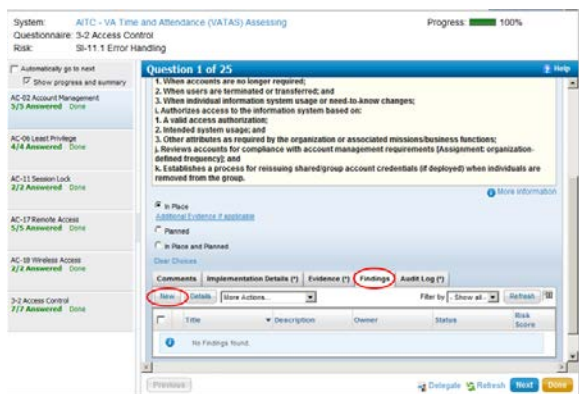 System: AITC - VA Time and Attendance (VATAS) Assessing Progress: 100%
Questionnaire: 3-2 Access Control
Risk: SI-11.1 Error Handling
Automatically go to next
Show progress and summary
AC-02 Account Management
5/5 Answered Done
AC-06 Least Privilege
4/4 Answered Done
AC-11 Session Lock
2/2 Answered Done
AC-17 Remote Access
5/5 Answered Done
AC-18 Wireless Access
2/2 Answered Done
3-2 Access Control
7/7 Answered Done
Question 1 of 25 Help
1. When accounts are no longer required;
2. When users are terminated or transferred; and
3. When individual information system usage or need-to-know changes;
i. Authorizes access to the information system based on:
1. A valid access authorization;
2. Intended system usage; and
3. Other attributes as required by the organization or associated missions/business functions;
j. Reviews accounts for compliance with account management requirements [Assignment: organization-
defined frequency]; and
k. Establishes a process for reissuing shared/group account credentials (if deployed) when individuals are
removed from the group.
More information
In Place
Additional Evidence if applicable
Planned
In Place and Planned
Clear Choices
Comments Implementation Details (*) Evidence (*) Findings Audit Log (*)
New Details More Actions... Filter by - Show all - Refresh
Title Description Owner Status Risk
Score
No Findings found.
Previous Delegate Refresh Next Done